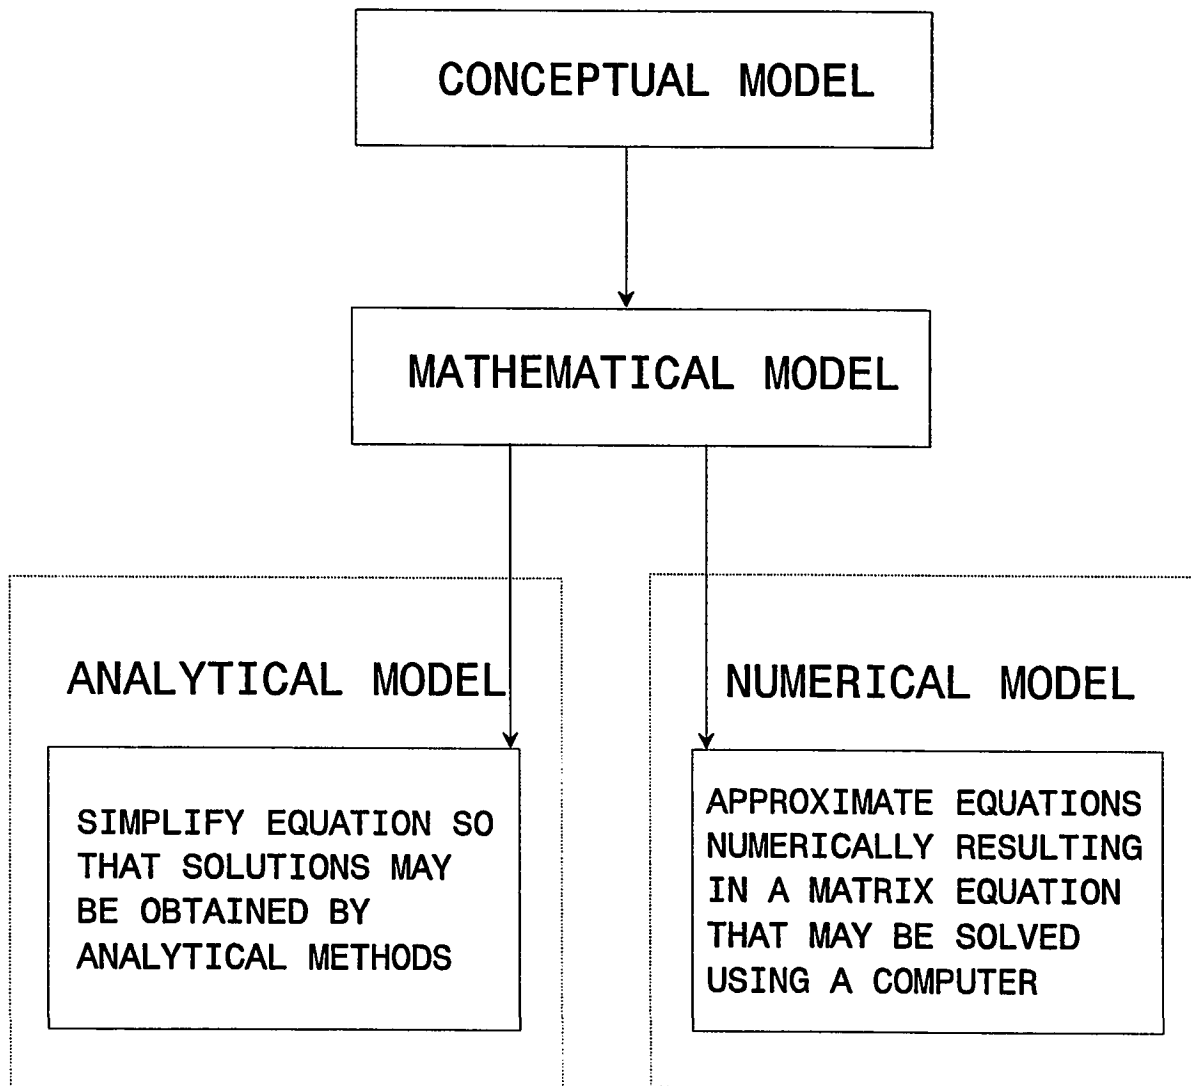 CONCEPTUAL MODEL
MATHEMATICAL MODEL
ANALYTICAL MODEL
SIMPLIFY EQUATION SO
THAT SOLUTIONS MAY
BE OBTAINED BY
ANALYTICAL METHODS
NUMERICAL MODEL
APPROXIMATE EQUATIONS
NUMERICALLY RESULTING
IN A MATRIX EQUATION
THAT MAY BE SOLVED
USING A COMPUTER